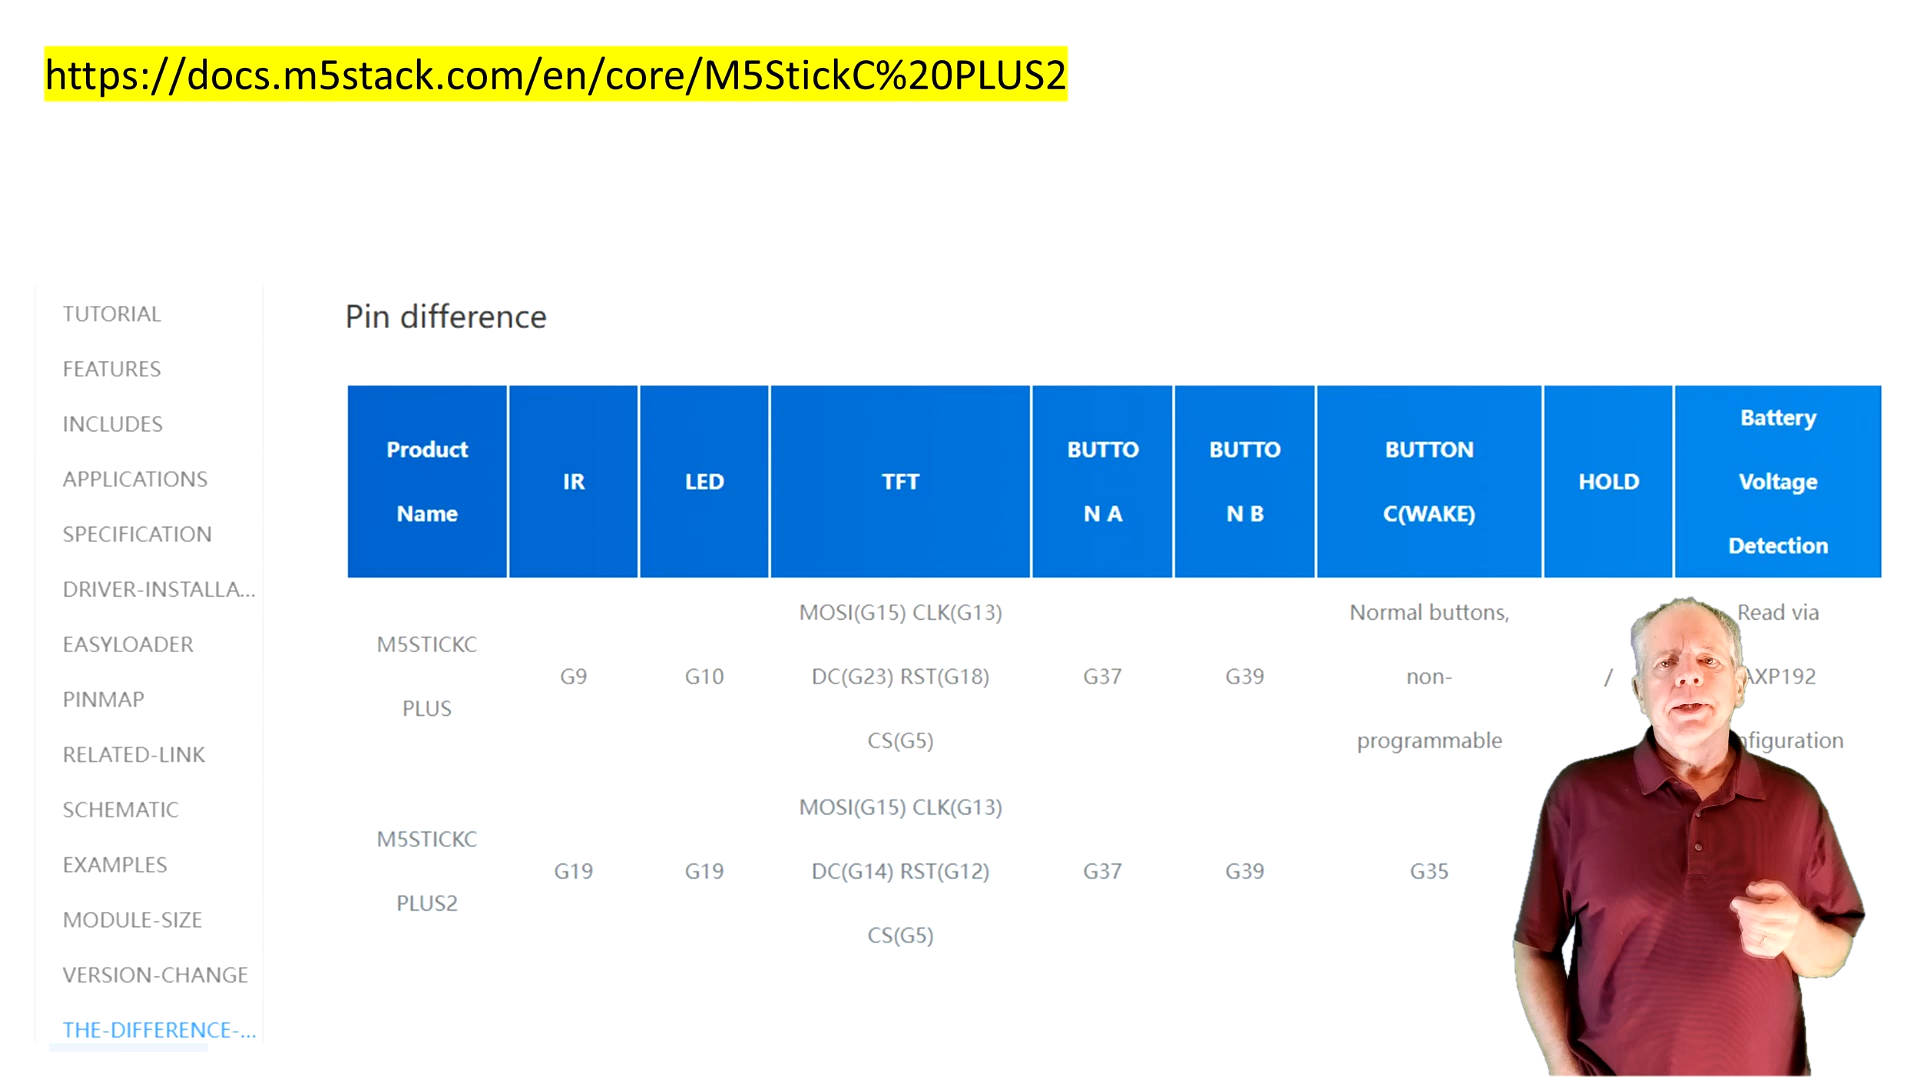 https://docs.m5stack.com/en/core/M5StickC%20PLUS2
TUTORIAL
FEATURES
INCLUDES
APPLICATIONS
SPECIFICATION
DRIVER-INSTALLA...
EASYLOADER
PINMAP
RELATED-LINK
SCHEMATIC
EXAMPLES
MODULE-SIZE
VERSION-CHANGE
THE-DIFFERENCE-...
Pin difference
Product
Name
IR
LED
TFT
BUTTO
N A
BUTTO
N B
BUTTON
C(WAKE)
HOLD
Battery
Voltage
Detection
M5STICKC
PLUS
G9
G10
MOSI(G15) CLK(G13)
DC(G23) RST(G18)
CS(G5)
G37
G39
Normal buttons,
non-
programmable
/
Read via
AXP192
M5STICKC
PLUS2
G19
G19
MOSI(G15) CLK(G13)
DC(G14) RST(G12)
CS(G5)
G37
G39
G35